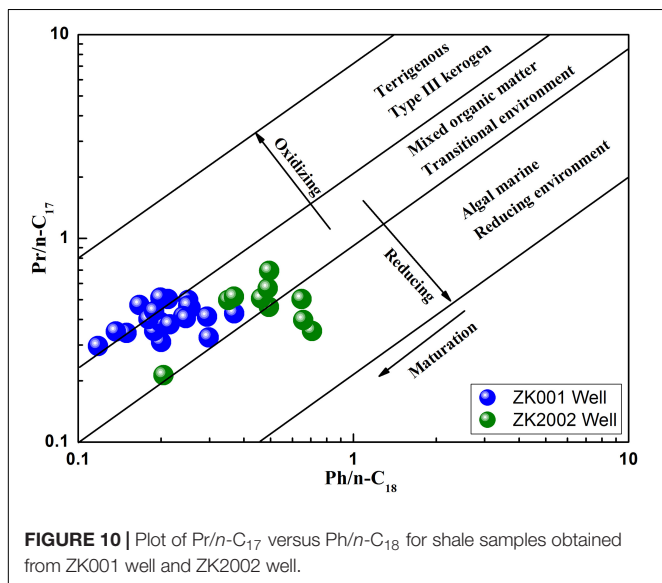 10
1
0.1
Pr/n-C₁₇
0.1
1
10
Ph/n-C₁₈
Terrigenous
Type III kerogen
Mixed organic matter
Transitional environment
Algal marine
Reducing environment
Oxidizing
Reducing
Maturation
ZK001 Well
ZK2002 Well
FIGURE 10 | Plot of Pr/n-C₁₇ versus Ph/n-C₁₈ for shale samples obtained
from ZK001 well and ZK2002 well.